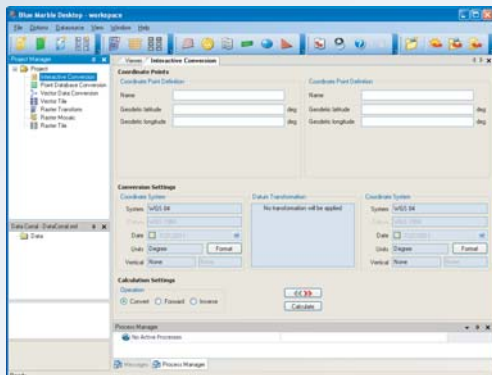 Blue Marble Desktop - workspace
File Options Datasource View Window Help
Project Manager
Project
Interactive Conversion
Point Database Conversion
Vector Data Conversion
Vector Tile
Raster Transform
Raster Mosaic
Raster Tile
Viewer Interactive Conversion
Coordinate Points
Coordinate Point Definition
Name
Geodetic latitude deg
Geodetic longitude deg
Coordinate Point Definition
Name
Geodetic latitude deg
Geodetic longitude deg
Conversion Settings
Coordinate System
System WGS 84
Date
Units Degree Format
Vertical None
Datum Transformation
No transformation will be applied
Coordinate System
System WGS 84
Date
Units Degree Format
Vertical None
Data Corral - DataCorral.xml
Data
Calculation Settings
Operation
Convert Forward Inverse
Calculate
Process Manager
No Active Processes
Messages Process Manager
Ready